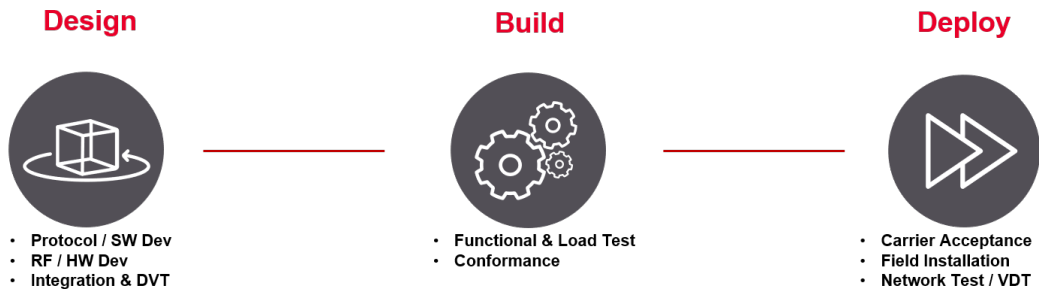 Design
• Protocol / SW Dev
• RF / HW Dev
• Integration & DVT
Build
• Functional & Load Test
• Conformance
Deploy
• Carrier Acceptance
• Field Installation
• Network Test / VDT